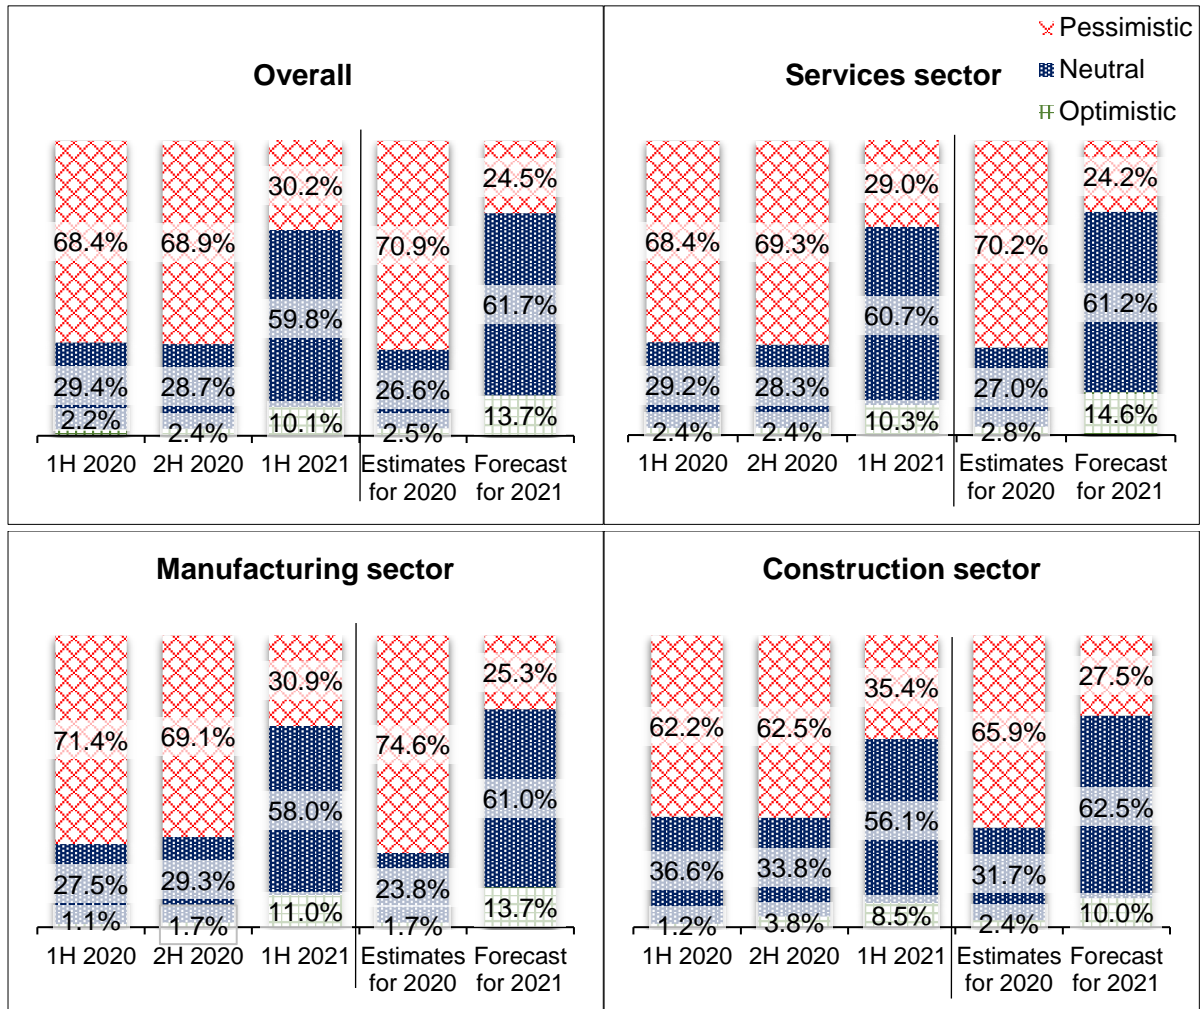 Overall
68.4%
68.9%
30.2%
70.9%
24.5%
29.4%
28.7%
59.8%
26.6%
61.7%
2.2%
2.4%
10.1%
2.5%
13.7%
1H 2020
2H 2020
1H 2021
Estimates
for 2020
Forecast
for 2021
Services sector
Pessimistic
Neutral
Optimistic
68.4%
69.3%
29.0%
70.2%
24.2%
29.2%
28.3%
60.7%
27.0%
61.2%
2.4%
2.4%
10.3%
2.8%
14.6%
1H 2020
2H 2020
1H 2021
Estimates
for 2020
Forecast
for 2021
Manufacturing sector
71.4%
69.1%
30.9%
74.6%
25.3%
27.5%
29.3%
58.0%
23.8%
61.0%
1.1%
1.7%
11.0%
1.7%
13.7%
1H 2020
2H 2020
1H 2021
Estimates
for 2020
Forecast
for 2021
Construction sector
62.2%
62.5%
35.4%
65.9%
27.5%
36.6%
33.8%
56.1%
31.7%
62.5%
1.2%
3.8%
8.5%
2.4%
10.0%
1H 2020
2H 2020
1H 2021
Estimates
for 2020
Forecast
for 2021